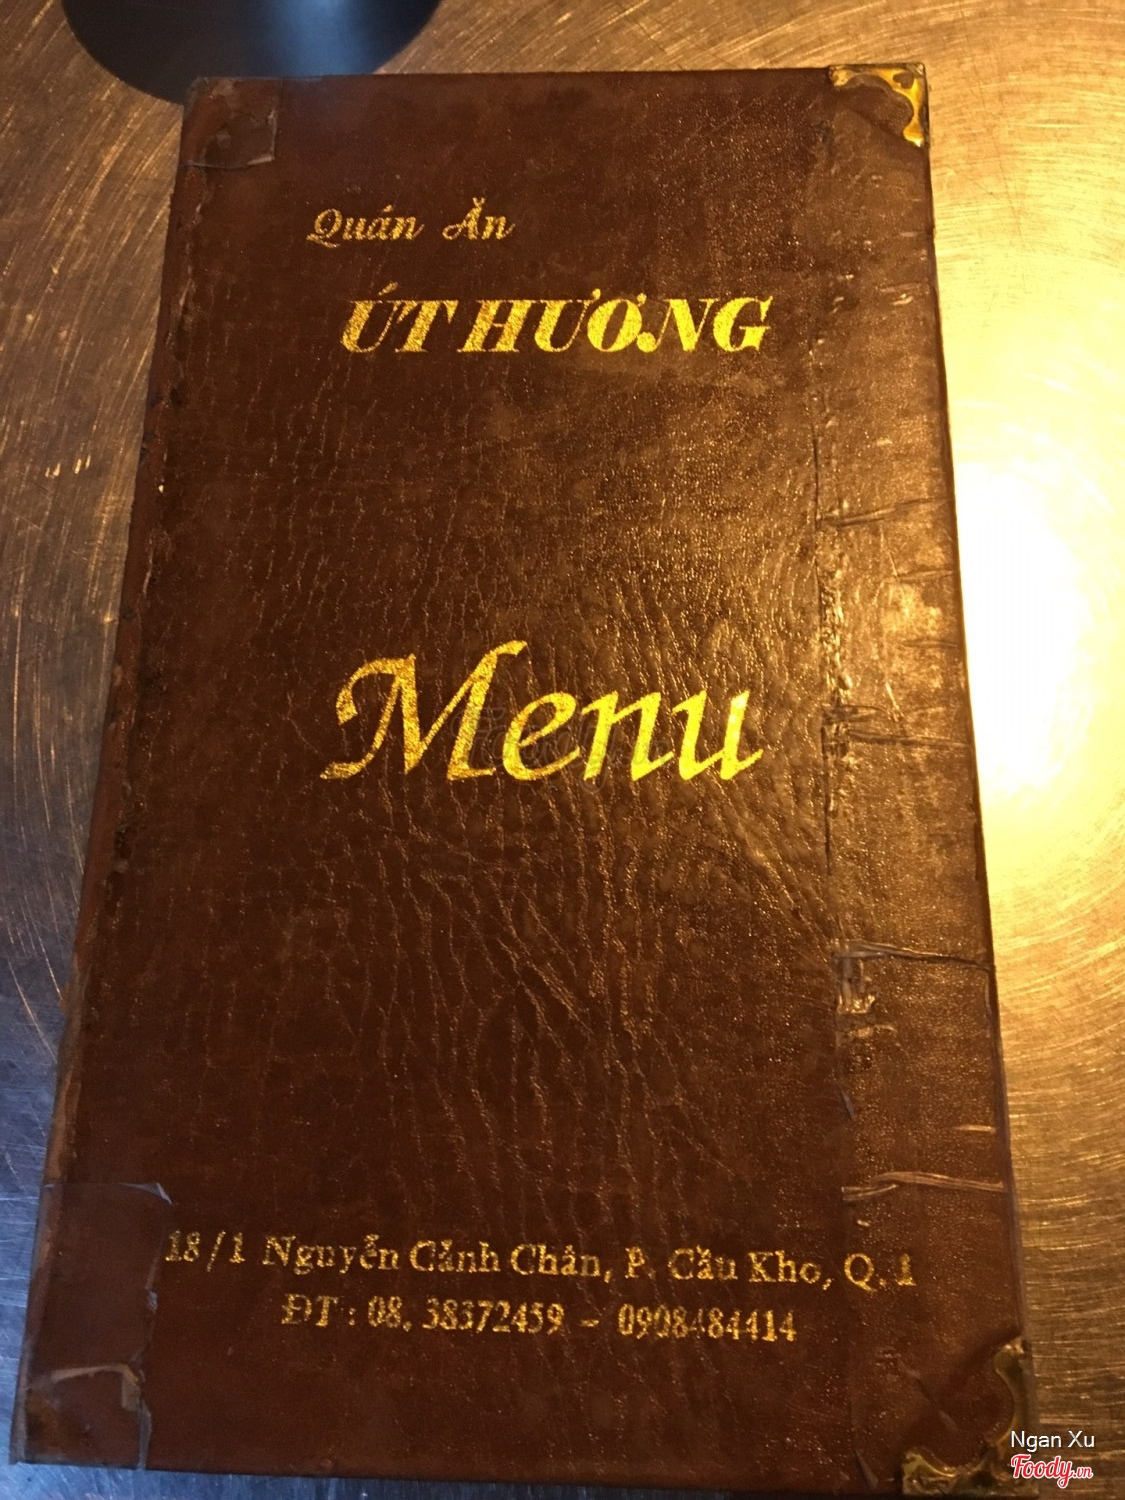 Quán Ăn
ÚT HƯƠNG
Menu
18/1 Nguyễn Cảnh Chân, P. Cầu Kho, Q.1
ĐT : 08. 38372459 - 0908484414
Ngan Xu
Foody.vn